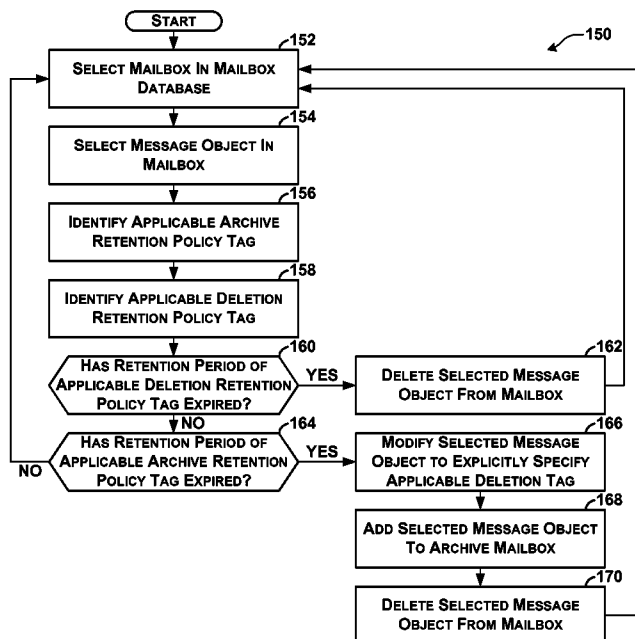 START
150
152
SELECT MAILBOX IN MAILBOX
DATABASE
154
SELECT MESSAGE OBJECT IN
MAILBOX
156
IDENTIFY APPLICABLE ARCHIVE
RETENTION POLICY TAG
158
IDENTIFY APPLICABLE DELETION
RETENTION POLICY TAG
160
HAS RETENTION PERIOD OF
APPLICABLE DELETION RETENTION
POLICY TAG EXPIRED?
YES
162
DELETE SELECTED MESSAGE
OBJECT FROM MAILBOX
NO
164
HAS RETENTION PERIOD OF
APPLICABLE ARCHIVE RETENTION
POLICY TAG EXPIRED?
NO
YES
166
MODIFY SELECTED MESSAGE
OBJECT TO EXPLICITLY SPECIFY
APPLICABLE DELETION TAG
168
ADD SELECTED MESSAGE OBJECT
TO ARCHIVE MAILBOX
170
DELETE SELECTED MESSAGE
OBJECT FROM MAILBOX